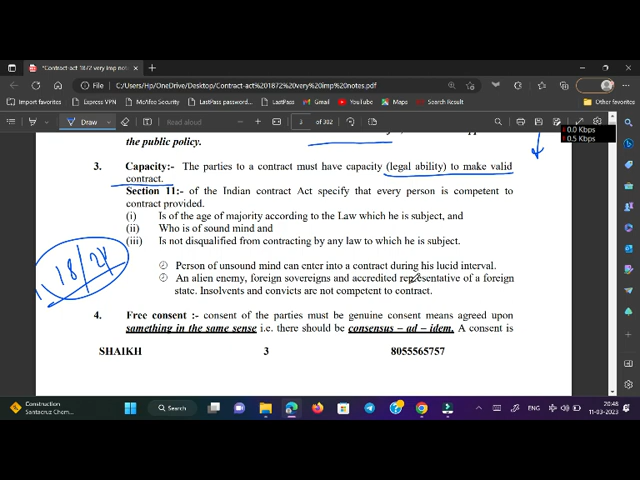 *Contract act 1872 very imp note
File
C:/Users/Hp/OneDrive/Desktop/Contract-act%201872%20very%20imp%20notes.pdf
Import favorites
Express VPN
McAfee Security
LastPass password...
LastPass
Gmail
YouTube
Maps
Search Result
Other favorites
Draw
Read aloud
3
of 302
0.0 Kbps
0.5 Kbps
the public policy.
3. Capacity:- The parties to a contract must have capacity (legal ability) to make valid
contract.
Section 11:- of the Indian contract Act specify that every person is competent to
contract provided.
(i) Is of the age of majority according to the Law which he is subject, and
(ii) Who is of sound mind and
(iii) Is not disqualified from contracting by any law to which he is subject.
18/21
Person of unsound mind can enter into a contract during his lucid interval.
An alien enemy, foreign sovereigns and accredited representative of a foreign
state. Insolvents and convicts are not competent to contract.
4. Free consent :- consent of the parties must be genuine consent means agreed upon
samething in the same sense i.e. there should be consensus – ad – idem. A consent is
SHAIKH 3 8055565757
Construction
Santacruz Chem...
Search
ENG
20:48
11-03-2023